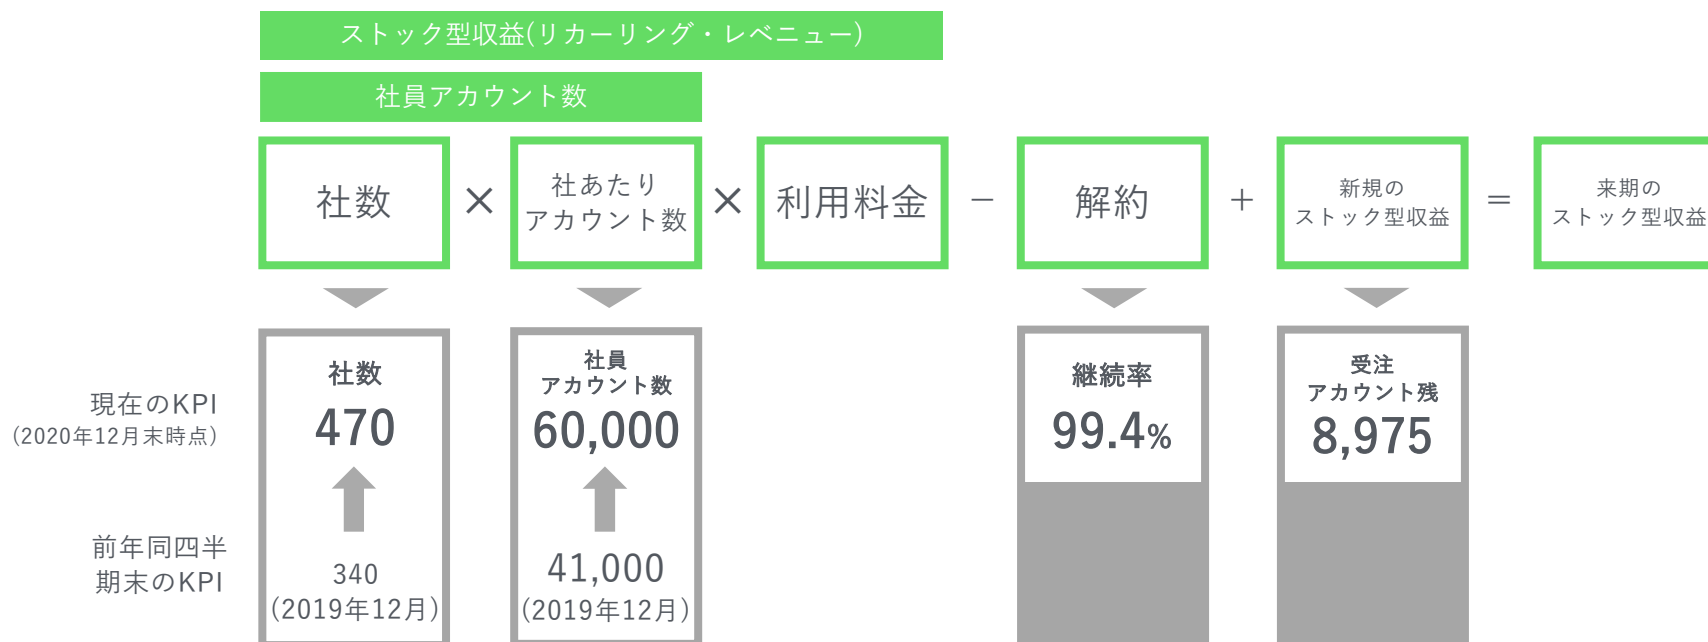 ストック型収益(リカーリング・レベニュー)
社員アカウント数
社数
×
社あたり
アカウント数
×
利用料金
－
解約
＋
新規の
ストック型収益
＝
来期の
ストック型収益
現在のKPI
(2020年12月末時点)
社数
470
社員
アカウント数
60,000
継続率
99.4%
受注
アカウント残
8,975
前年同四半
期末のKPI
340
(2019年12月)
41,000
(2019年12月)